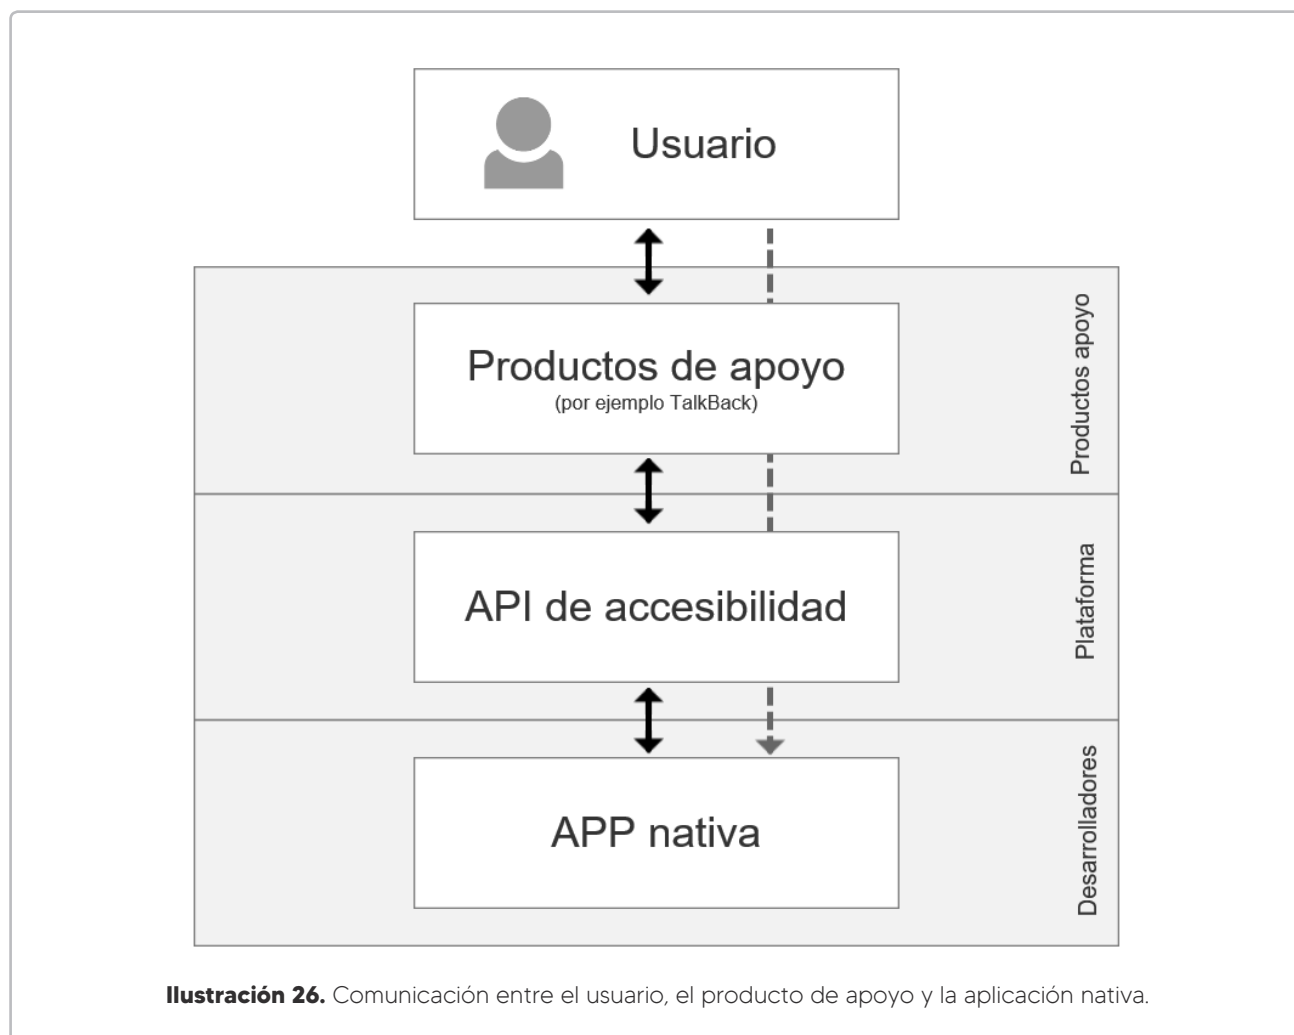 Usuario
Productos de apoyo
(por ejemplo TalkBack)
Productos apoyo
API de accesibilidad
Plataforma
APP nativa
Desarrolladores
Ilustración 26. Comunicación entre el usuario, el producto de apoyo y la aplicación nativa.